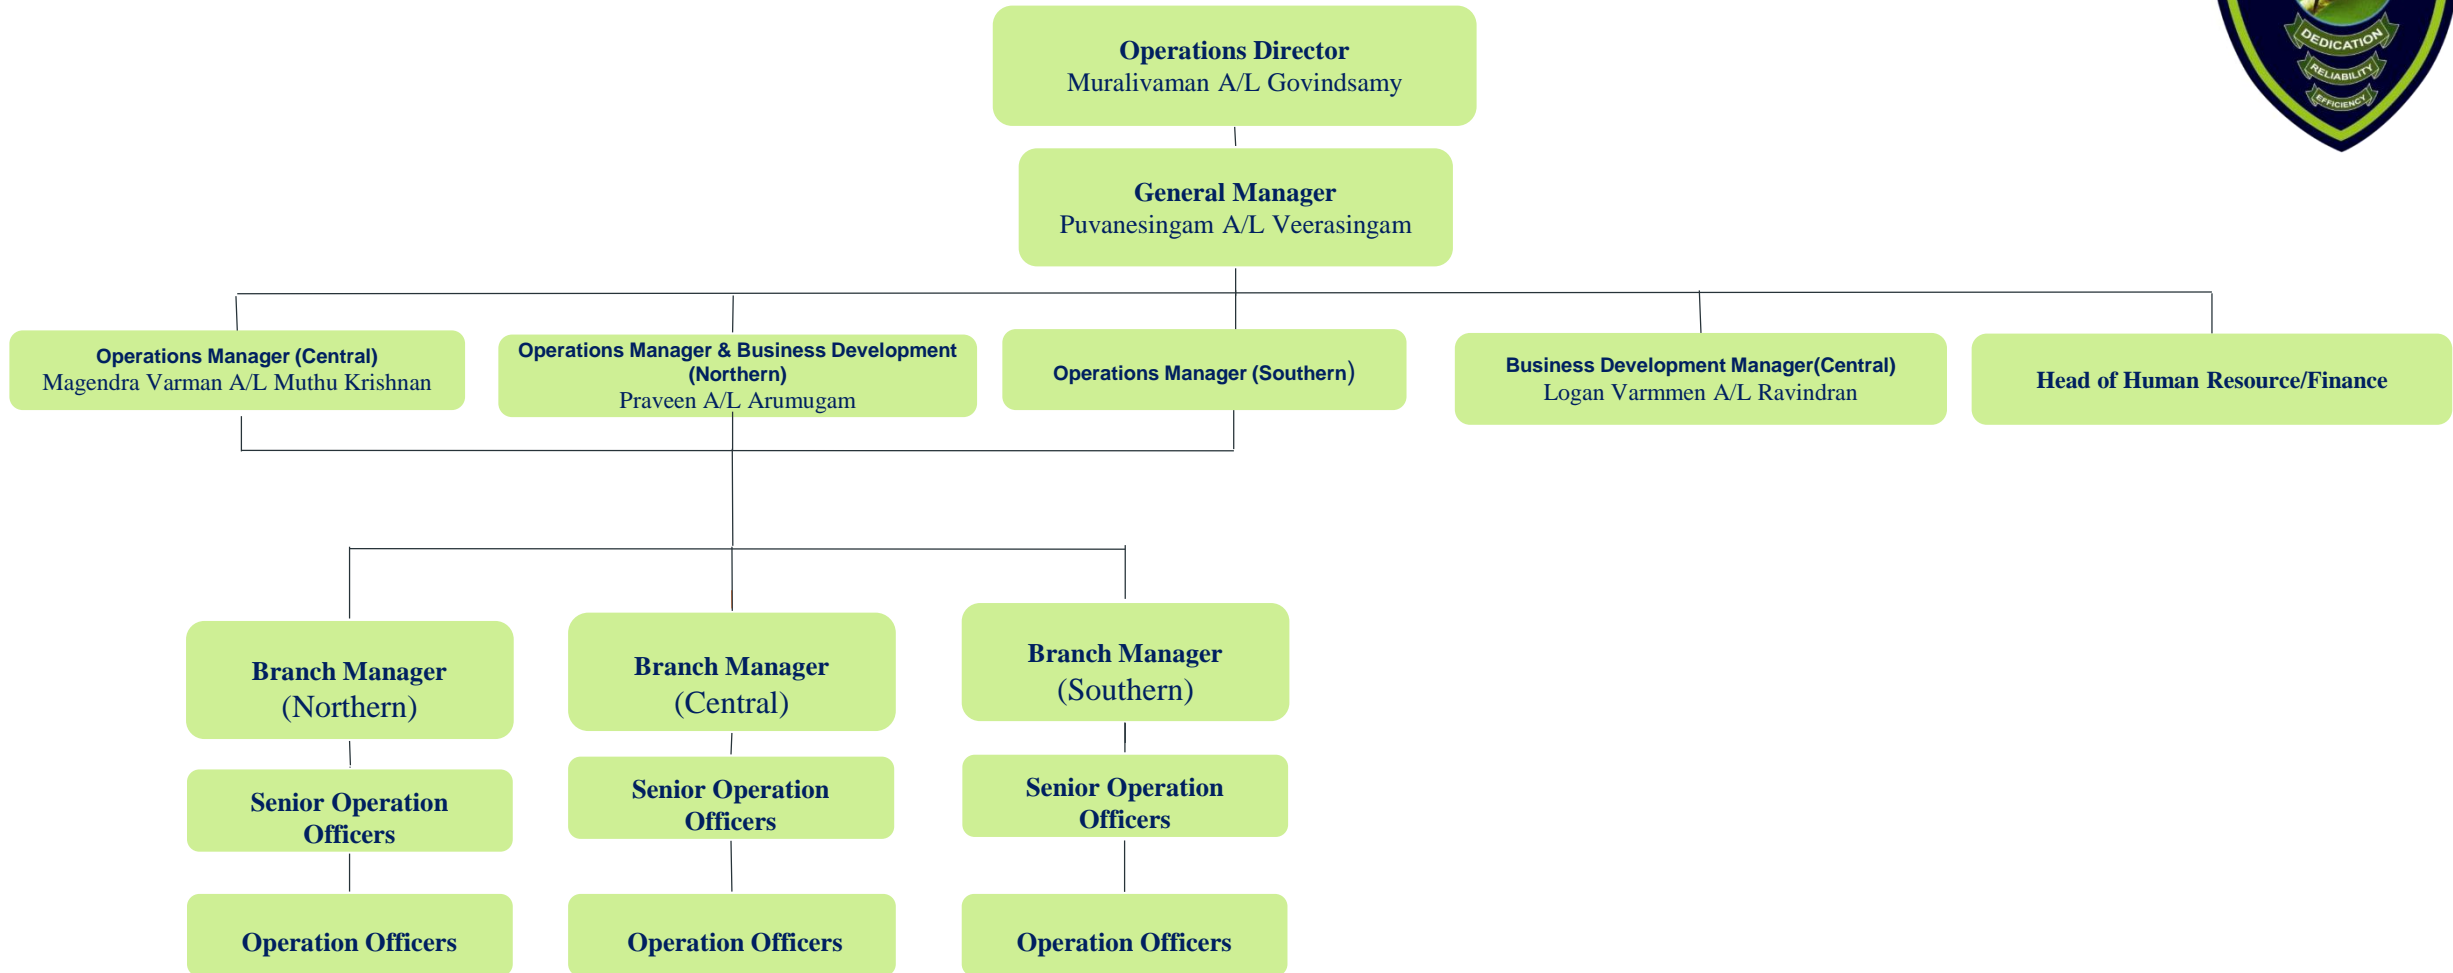 DEDICATION
RELIABILITY
EFFICIENCY
Operations Director
Muralivaman A/L Govindsamy
General Manager
Puvanesingam A/L Veerasingam
Operations Manager (Central)
Magendra Varman A/L Muthu Krishnan
Operations Manager & Business Development
(Northern)
Praveen A/L Arumugam
Operations Manager (Southern)
Business Development Manager(Central)
Logan Varmmen A/L Ravindran
Head of Human Resource/Finance
Branch Manager
(Northern)
Branch Manager
(Central)
Branch Manager
(Southern)
Senior Operation
Officers
Senior Operation
Officers
Senior Operation
Officers
Operation Officers
Operation Officers
Operation Officers